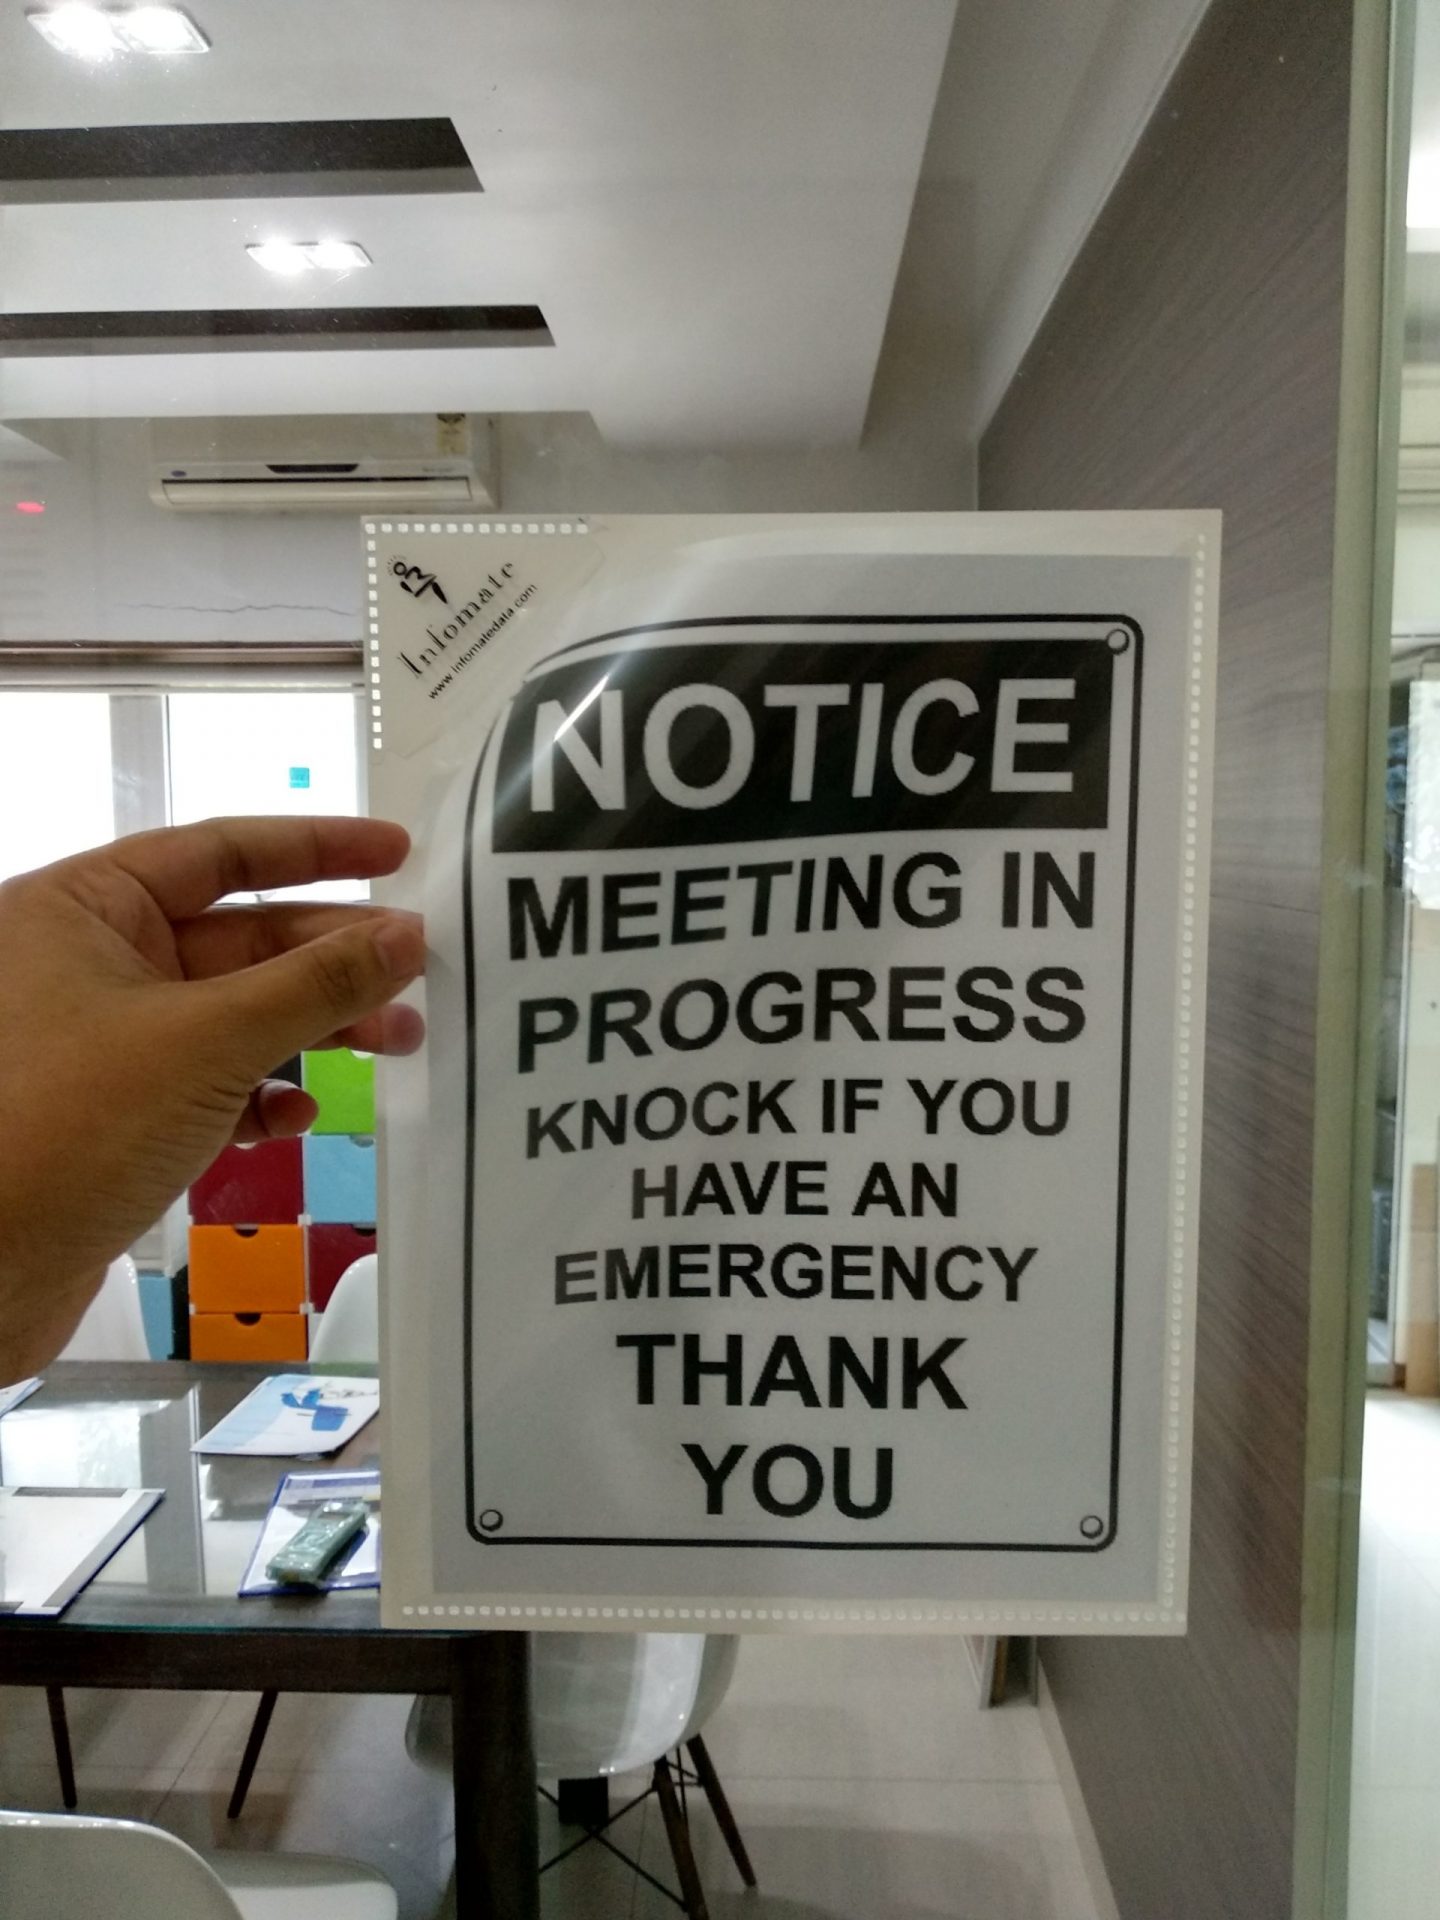 Infomate
www.infomatedata.com
NOTICE
MEETING IN
PROGRESS
KNOCK IF YOU
HAVE AN
EMERGENCY
THANK
YOU